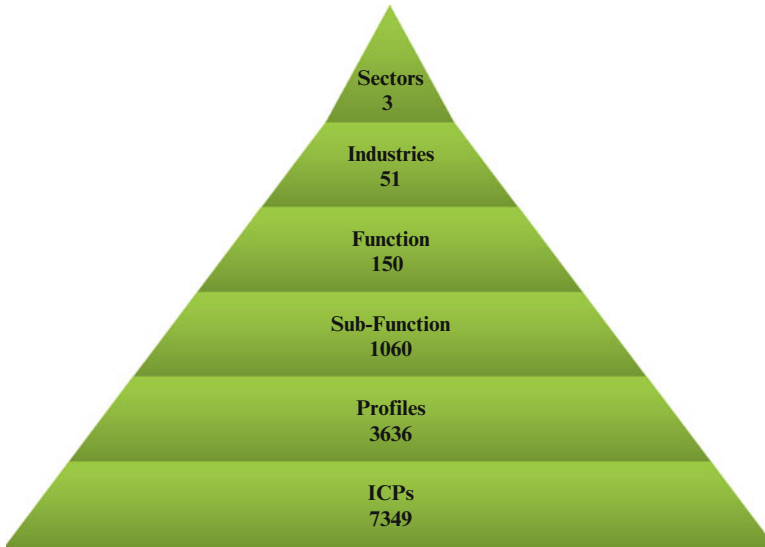 Sectors
3
Industries
51
Function
150
Sub-Function
1060
Profiles
3636
ICPs
7349